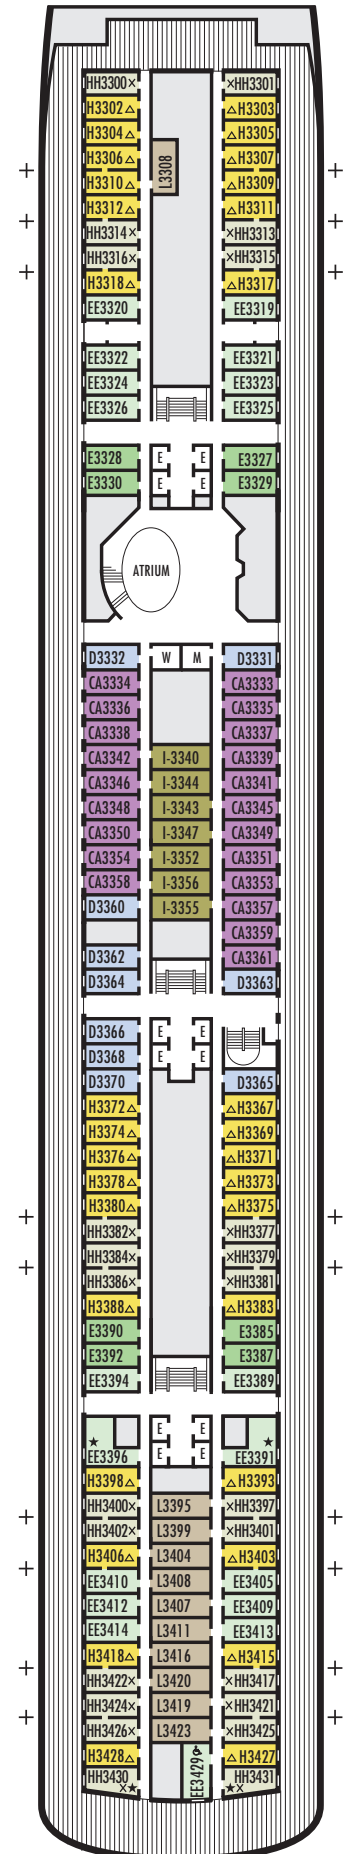 HH3300× ×HH3301
H3302△ △H3303
H3304△ △H3305
H3306△ L3308 △H3307
H3310△ △H3309
H3312△ △H3311
HH3314× ×HH3313
HH3316× ×HH3315
H3318△ △H3317
EE3320 EE3319
EE3322 EE3321
EE3324 EE3323
EE3326 EE3325
E3328 E E E3327
E3330 E E E3329
ATRIUM
D3332 W M D3331
CA3334 CA3333
CA3336 CA3335
CA3338 CA3337
CA3342 I-3340 CA3339
CA3346 I-3344 CA3341
CA3348 I-3343 CA3345
CA3350 I-3347 CA3349
CA3354 I-3352 CA3351
CA3358 I-3356 CA3353
D3360 I-3355 CA3357
CA3359
D3362 CA3361
D3364 D3363
D3366 E E
D3368 E E
D3370 D3365
H3372△ △H3367
H3374△ △H3369
H3376△ △H3371
H3378△ △H3373
H3380△ △H3375
HH3382× ×HH3377
HH3384× ×HH3379
HH3386× ×HH3381
H3388△ △H3383
E3390 E3385
E3392 E3387
EE3394 EE3389
E E
★ E E ★
EE3396 EE3391
H3398△ △H3393
HH3400× L3395 ×HH3397
HH3402× L3399 ×HH3401
H3406△ L3404 △H3403
EE3410 L3408 EE3405
EE3412 L3407 EE3409
EE3414 L3411 EE3413
H3418△ L3416 △H3415
HH3422× L3420 ×HH3417
HH3424× L3419 ×HH3421
HH3426× L3423 ×HH3425
H3428△ EE3429 △H3427
HH3430 HH3431
×★ ★×